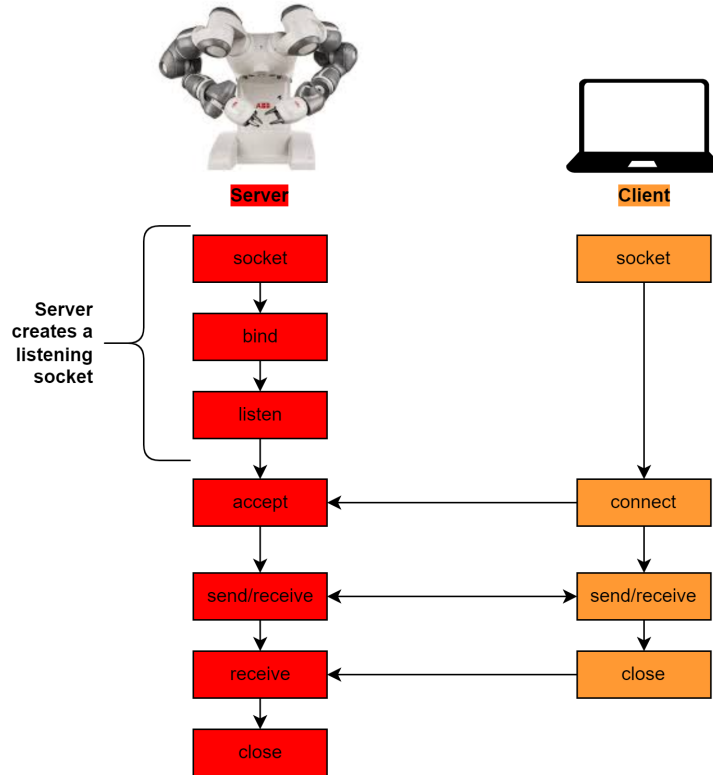 ABB
Server
Client
socket
socket
Server
creates a
listening
socket
bind
listen
accept
connect
send/receive
send/receive
receive
close
close